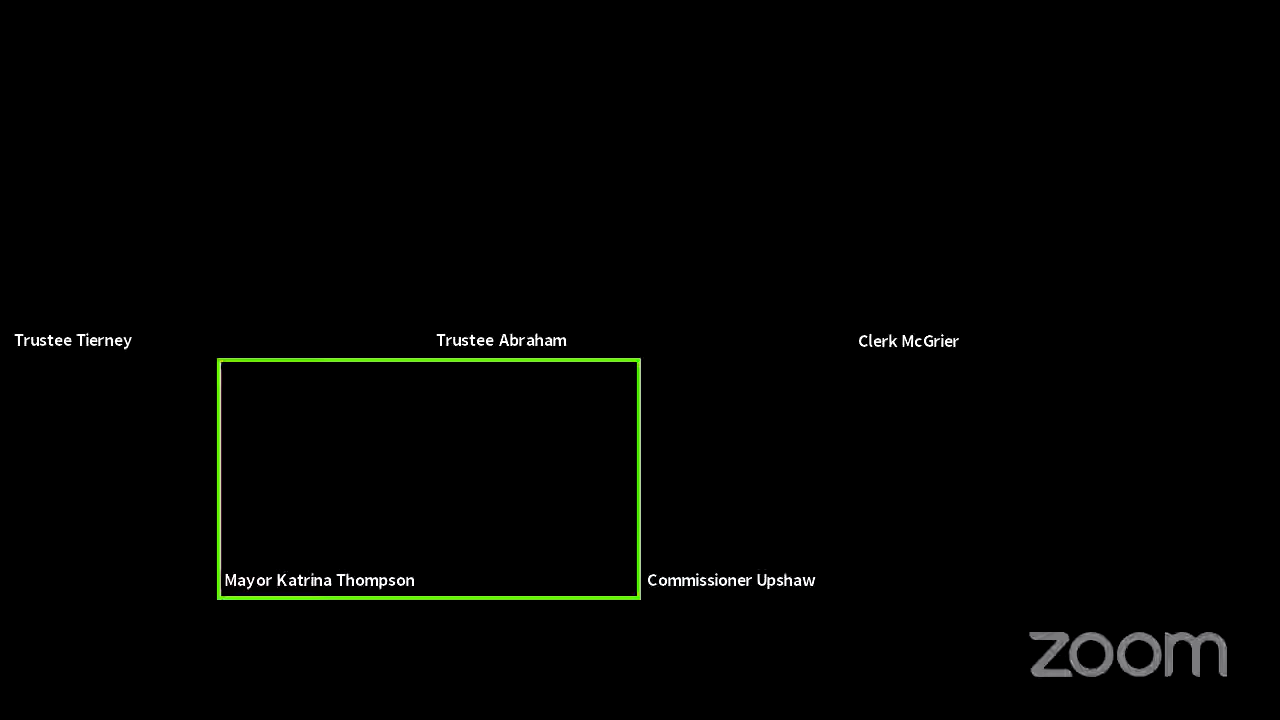 Trustee Tierney
Trustee Abraham
Clerk McGrier
Mayor Katrina Thompson
Commissioner Upshaw
zoom